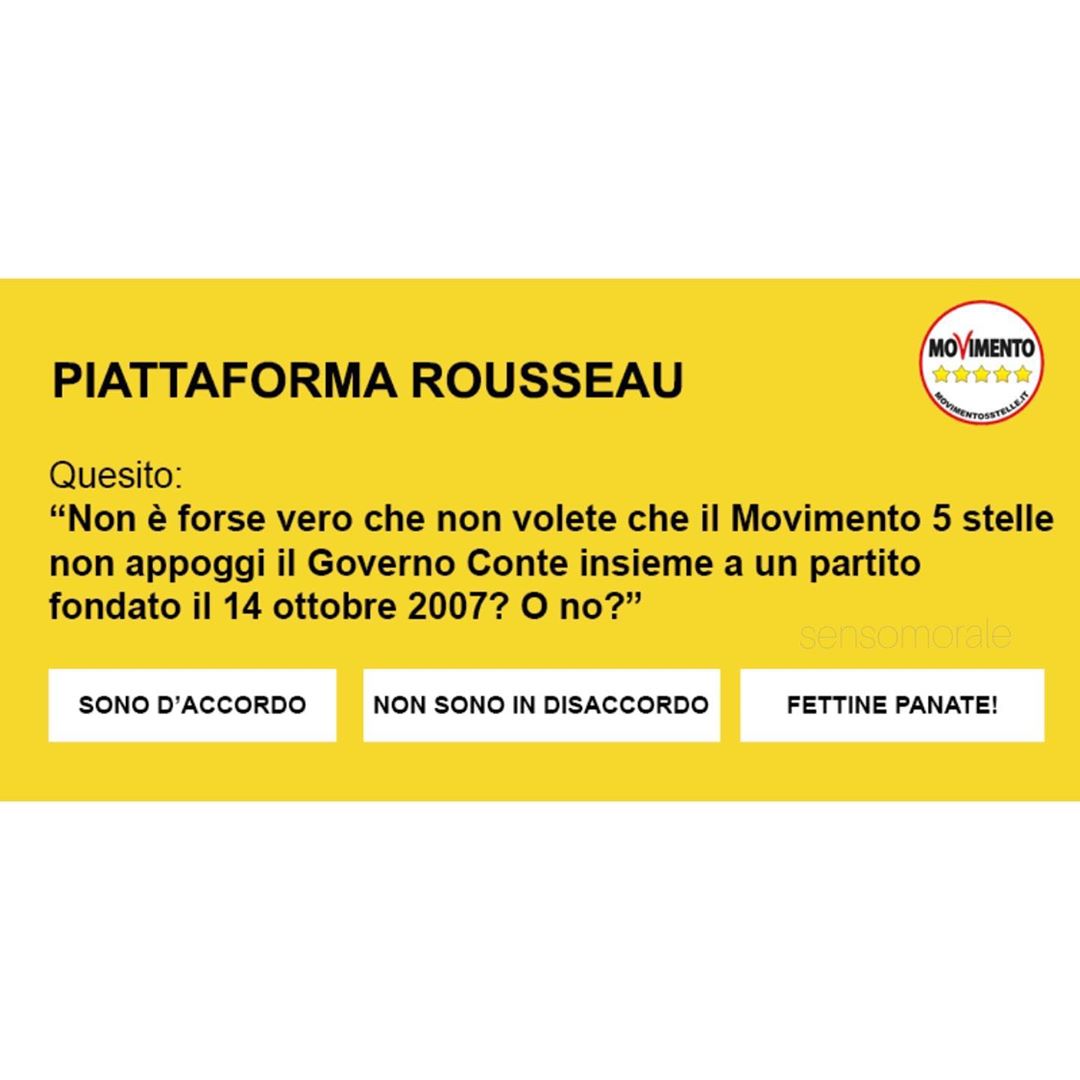 MOVIMENTO
MOVIMENTO5STELLE.IT
PIATTAFORMA ROUSSEAU
Quesito:
“Non è forse vero che non volete che il Movimento 5 stelle
non appoggi il Governo Conte insieme a un partito
fondato il 14 ottobre 2007? O no?”
sensomorale
SONO D’ACCORDO
NON SONO IN DISACCORDO
FETTINE PANATE!